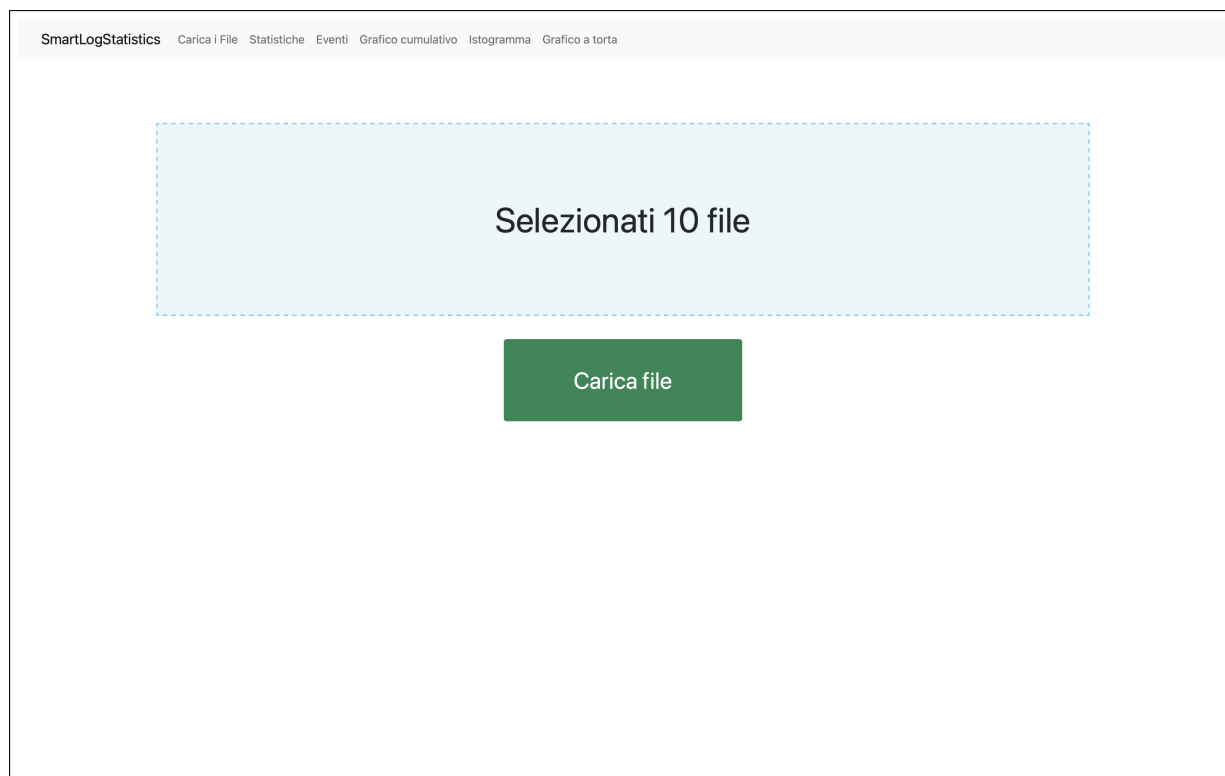 SmartLogStatistics Carica i File Statistiche Eventi Grafico cumulativo Istogramma Grafico a torta
Selezionati 10 file
Carica file